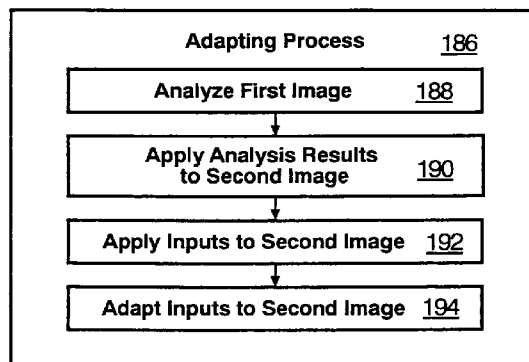 Adapting Process 186
Analyze First Image 188
Apply Analysis Results
to Second Image 190
Apply Inputs to Second Image 192
Adapt Inputs to Second Image 194